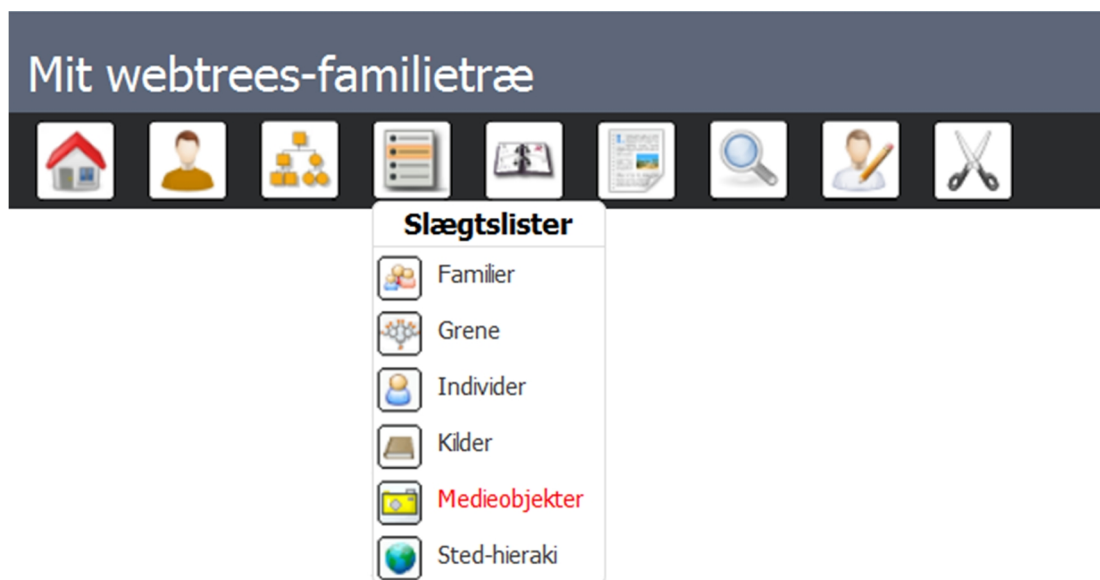 Mit webtrees-familietræ
Slægtslister
Familier
Grene
Individer
Kilder
Medieobjekter
Sted-hieraki